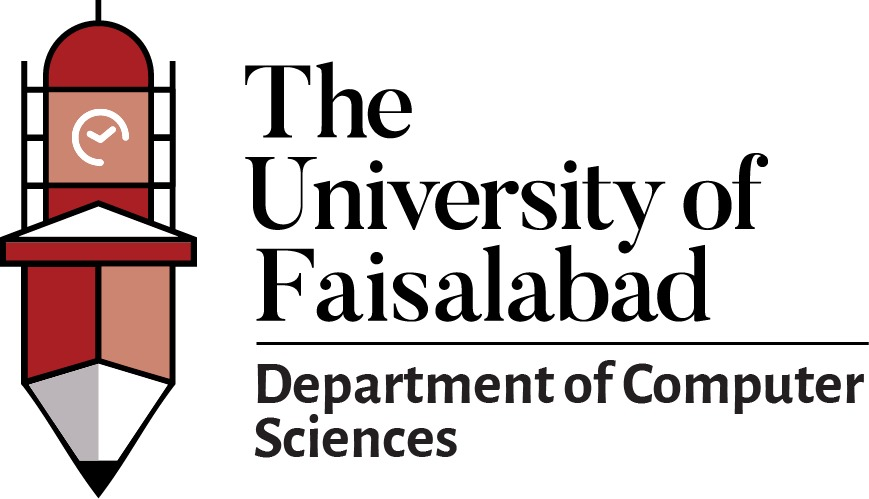 The
University of
Faisalabad
Department of Computer
Sciences